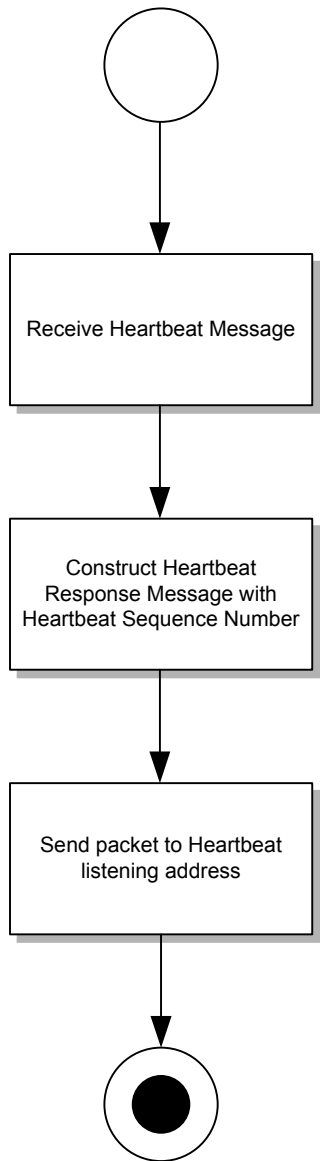 Receive Heartbeat Message
Construct Heartbeat
Response Message with
Heartbeat Sequence Number
Send packet to Heartbeat
listening address